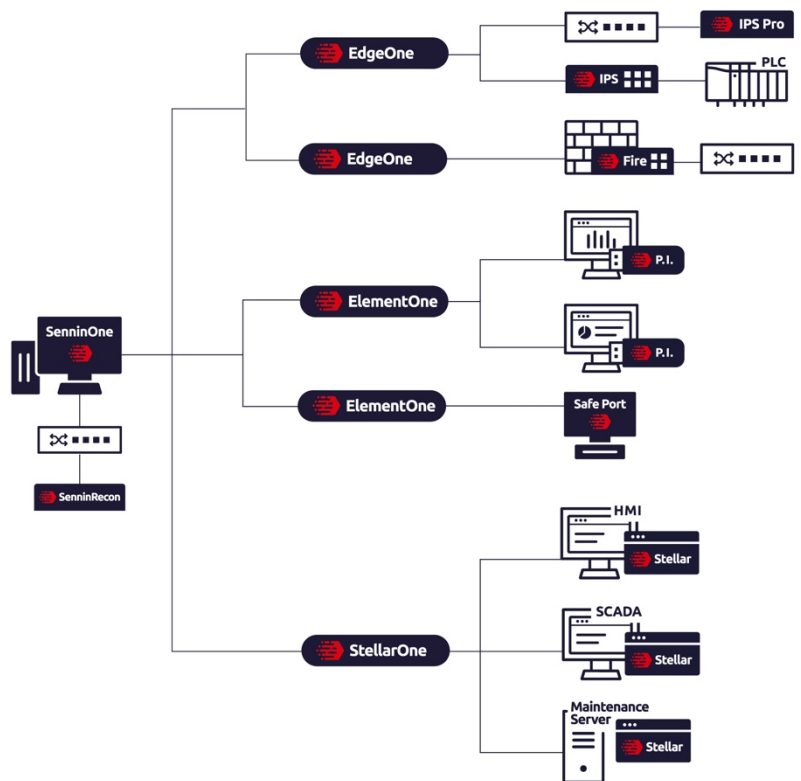 EdgeOne
IPS Pro
IPS
PLC
EdgeOne
Fire
ElementOne
P.I.
P.I.
SenninOne
ElementOne
Safe Port
SenninRecon
HMI
Stellar
StellarOne
SCADA
Stellar
Maintenance
Server
Stellar